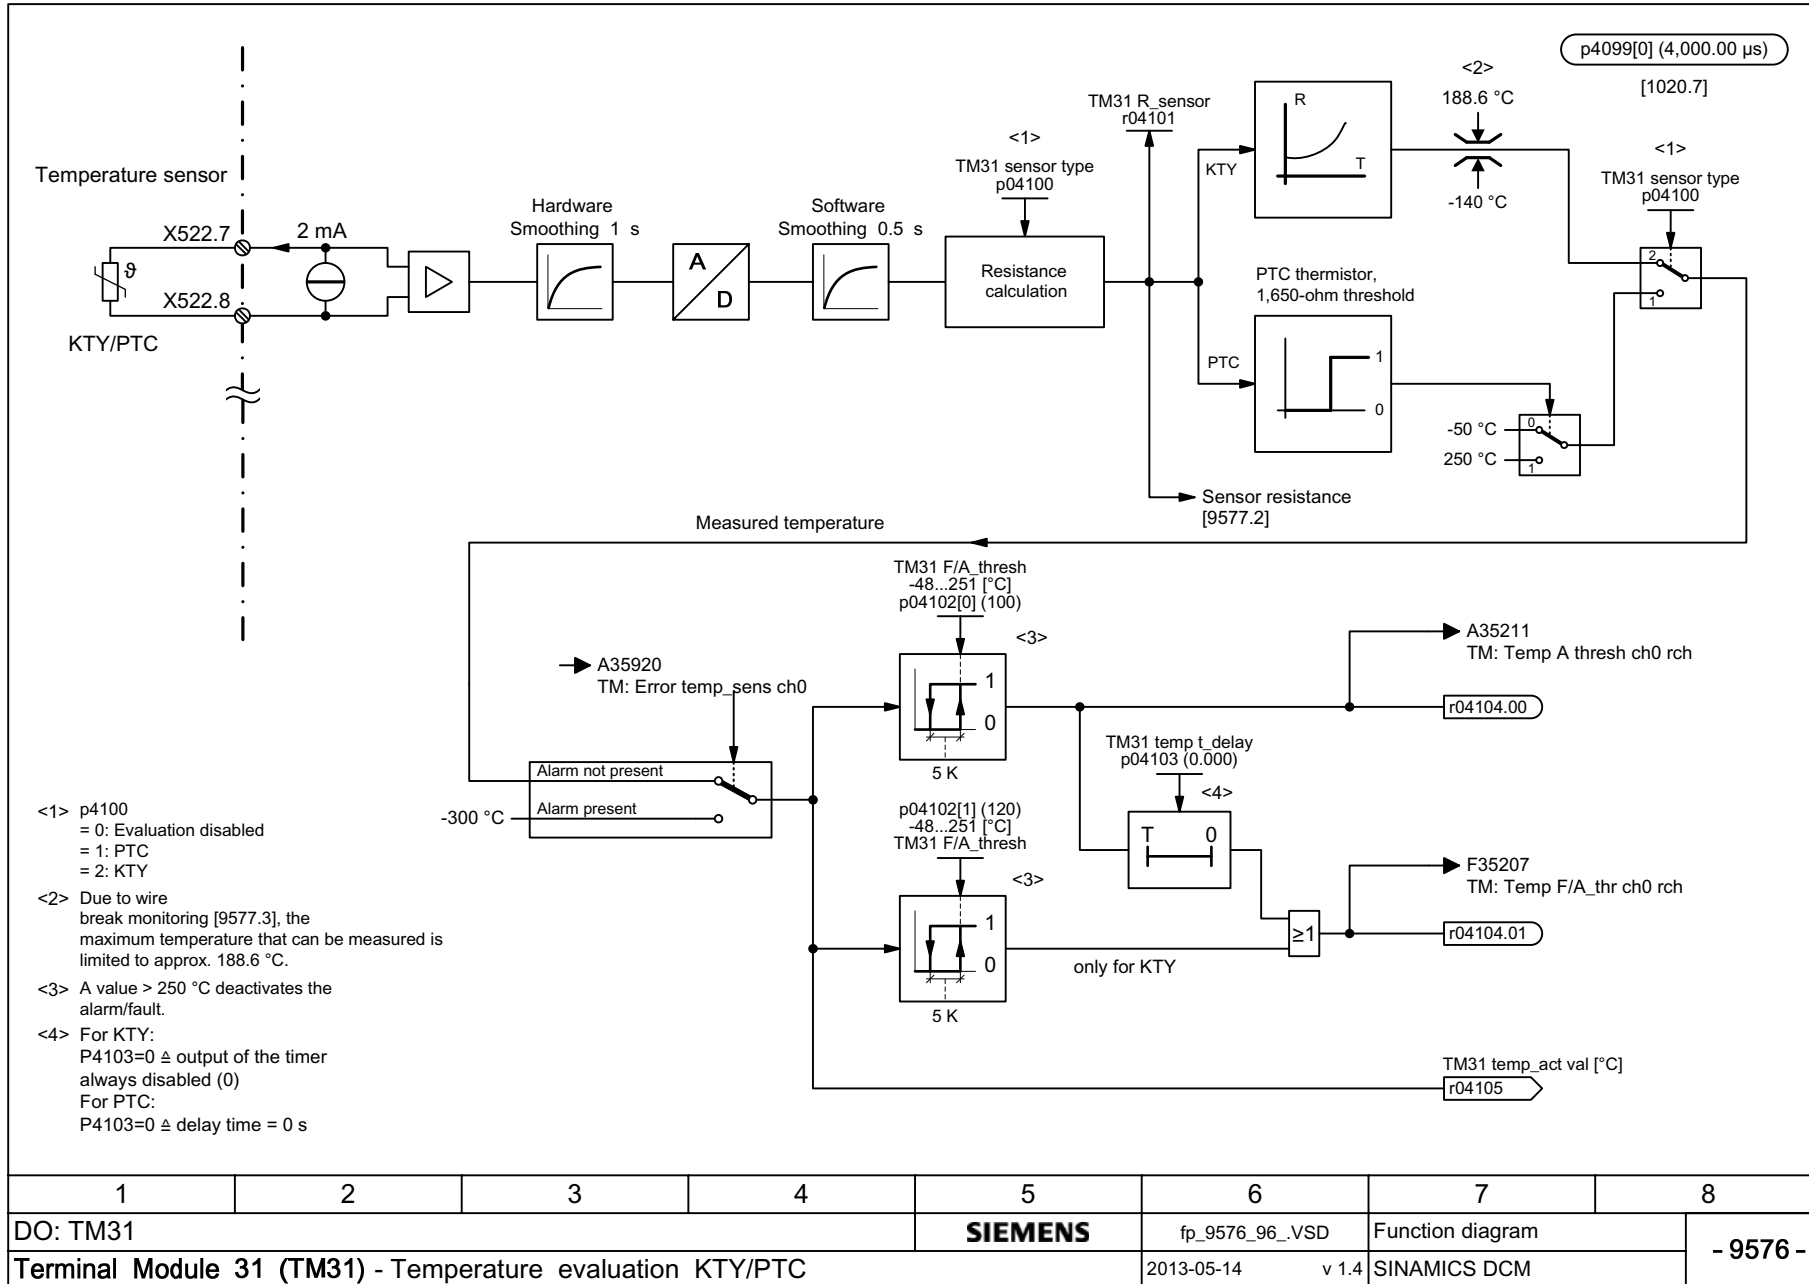 p4099[0] (4,000.00 µs)
[1020.7]
<2>
188.6 °C
-140 °C
R
T
TM31 R_sensor
r04101
<1>
TM31 sensor type
p04100
<1>
TM31 sensor type
p04100
Temperature sensor
X522.7
2 mA
ϑ
X522.8
KTY/PTC
Hardware
Smoothing 1 s
A
D
Software
Smoothing 0.5 s
Resistance
calculation
KTY
PTC
PTC thermistor,
1,650-ohm threshold
1
0
2
1
-50 °C
250 °C
0
1
Sensor resistance
[9577.2]
Measured temperature
TM31 F/A_thresh
-48...251 [°C]
p04102[0] (100)
<3>
1
0
5 K
A35920
TM: Error temp_sens ch0
Alarm not present
Alarm present
-300 °C
A35211
TM: Temp A thresh ch0 rch
r04104.00
TM31 temp t_delay
p04103 (0.000)
<4>
T 0
p04102[1] (120)
-48...251 [°C]
TM31 F/A_thresh
<3>
1
0
5 K
≥1
only for KTY
F35207
TM: Temp F/A_thr ch0 rch
r04104.01
TM31 temp_act val [°C]
r04105
<1> p4100
= 0: Evaluation disabled
= 1: PTC
= 2: KTY
<2> Due to wire
break monitoring [9577.3], the
maximum temperature that can be measured is
limited to approx. 188.6 °C.
<3> A value > 250 °C deactivates the
alarm/fault.
<4> For KTY:
P4103=0 ≙ output of the timer
always disabled (0)
For PTC:
P4103=0 ≙ delay time = 0 s
1 2 3 4 5 6 7 8
DO: TM31
SIEMENS
fp_9576_96_.VSD
Function diagram
- 9576 -
Terminal Module 31 (TM31) - Temperature evaluation KTY/PTC
2013-05-14 v 1.4
SINAMICS DCM